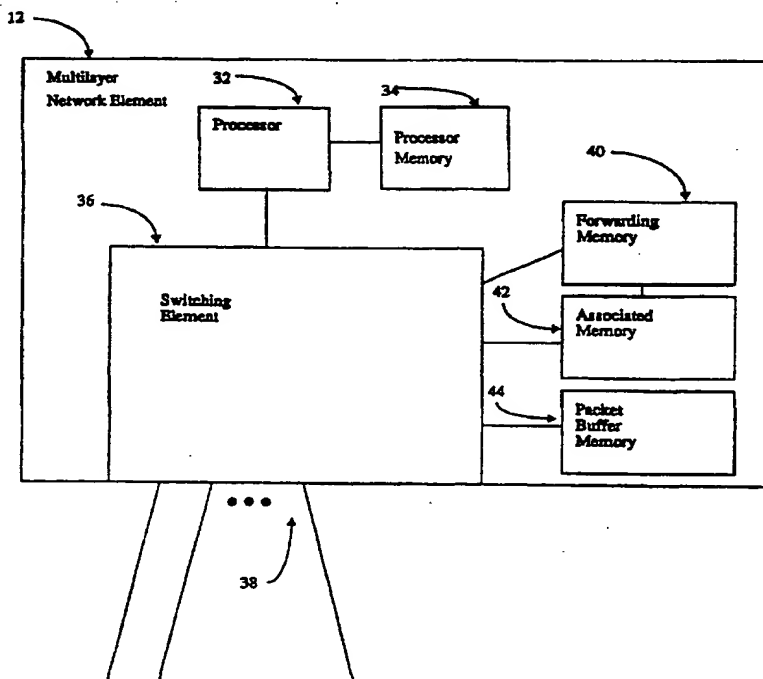 12
Multilayer
Network Element
32
34
Processor
Processor
Memory
40
36
Forwarding
Memory
Switching
Element
42
Associated
Memory
44
Packet
Buffer
Memory
38